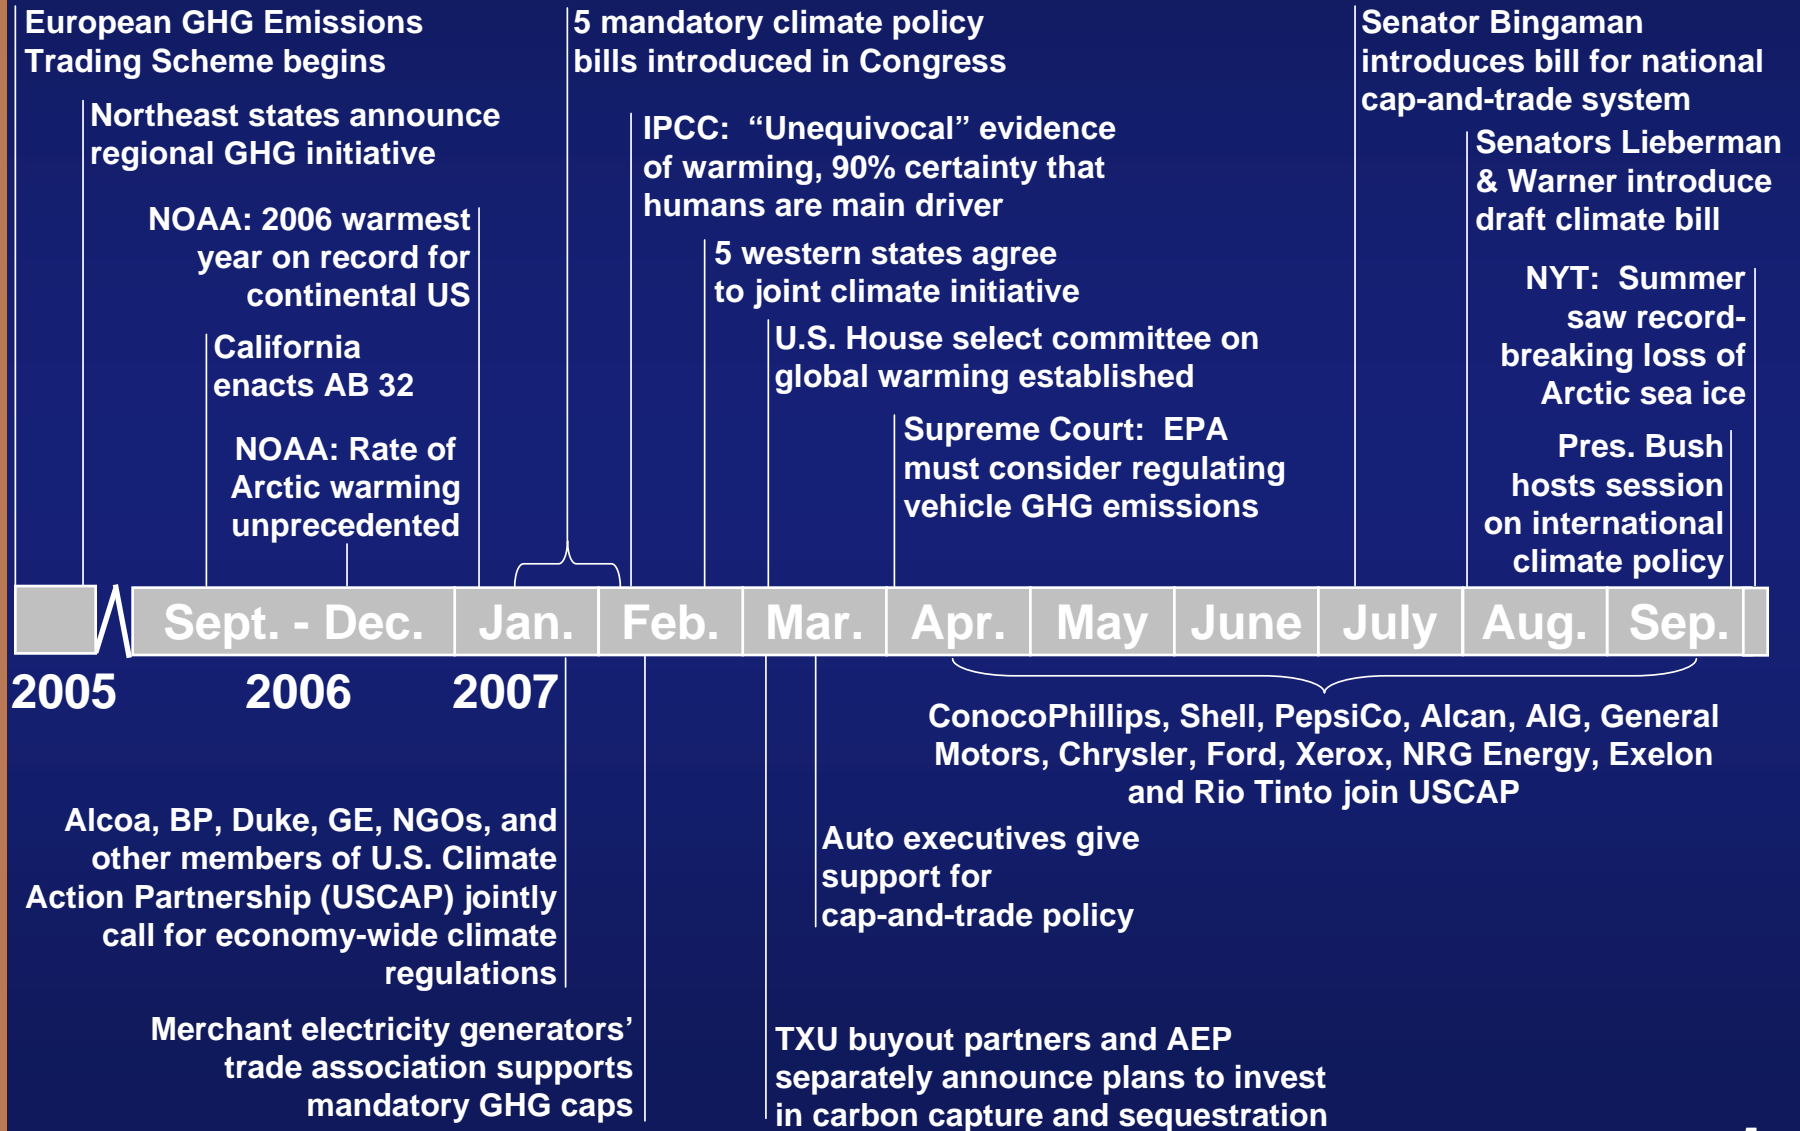 European GHG Emissions
Trading Scheme begins
5 mandatory climate policy
bills introduced in Congress
Senator Bingaman
introduces bill for national
cap-and-trade system
Northeast states announce
regional GHG initiative
IPCC:  “Unequivocal” evidence
of warming, 90% certainty that
humans are main driver
Senators Lieberman
& Warner introduce
draft climate bill
NOAA: 2006 warmest
year on record for
continental US
5 western states agree
to joint climate initiative
NYT:  Summer
saw record-
breaking loss of
Arctic sea ice
California
enacts AB 32
U.S. House select committee on
global warming established
NOAA: Rate of
Arctic warming
unprecedented
Supreme Court:  EPA
must consider regulating
vehicle GHG emissions
Pres. Bush
hosts session
on international
climate policy
Sept. - Dec.
Jan.
Feb.
Mar.
Apr.
May
June
July
Aug.
Sep.
2005
2006
2007
ConocoPhillips, Shell, PepsiCo, Alcan, AIG, General
Motors, Chrysler, Ford, Xerox, NRG Energy, Exelon
and Rio Tinto join USCAP
Alcoa, BP, Duke, GE, NGOs, and
other members of U.S. Climate
Action Partnership (USCAP) jointly
call for economy-wide climate
regulations
Auto executives give
support for
cap-and-trade policy
Merchant electricity generators’
trade association supports
mandatory GHG caps
TXU buyout partners and AEP
separately announce plans to invest
in carbon capture and sequestration